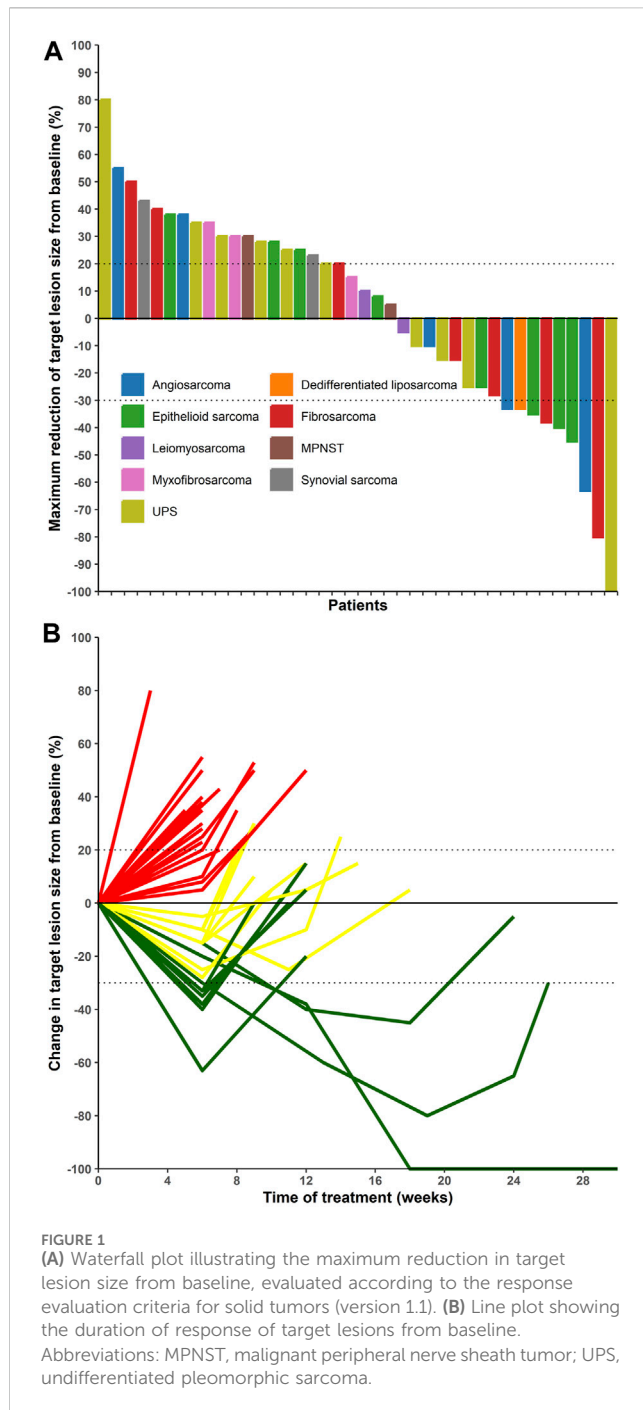 A
Maximum reduction of target lesion size from baseline (%)
100
90
80
70
60
50
40
30
20
10
0
-10
-20
-30
-40
-50
-60
-70
-80
-90
-100
Angiosarcoma
Dedifferentiated liposarcoma
Epithelioid sarcoma
Fibrosarcoma
Leiomyosarcoma
MPNST
Myxofibrosarcoma
Synovial sarcoma
UPS
Patients
B
Change in target lesion size from baseline (%)
100
80
60
40
20
0
-20
-40
-60
-80
-100
0 4 8 12 16 20 24 28
Time of treatment (weeks)
FIGURE 1
(A) Waterfall plot illustrating the maximum reduction in target
lesion size from baseline, evaluated according to the response
evaluation criteria for solid tumors (version 1.1). (B) Line plot showing
the duration of response of target lesions from baseline.
Abbreviations: MPNST, malignant peripheral nerve sheath tumor; UPS,
undifferentiated pleomorphic sarcoma.